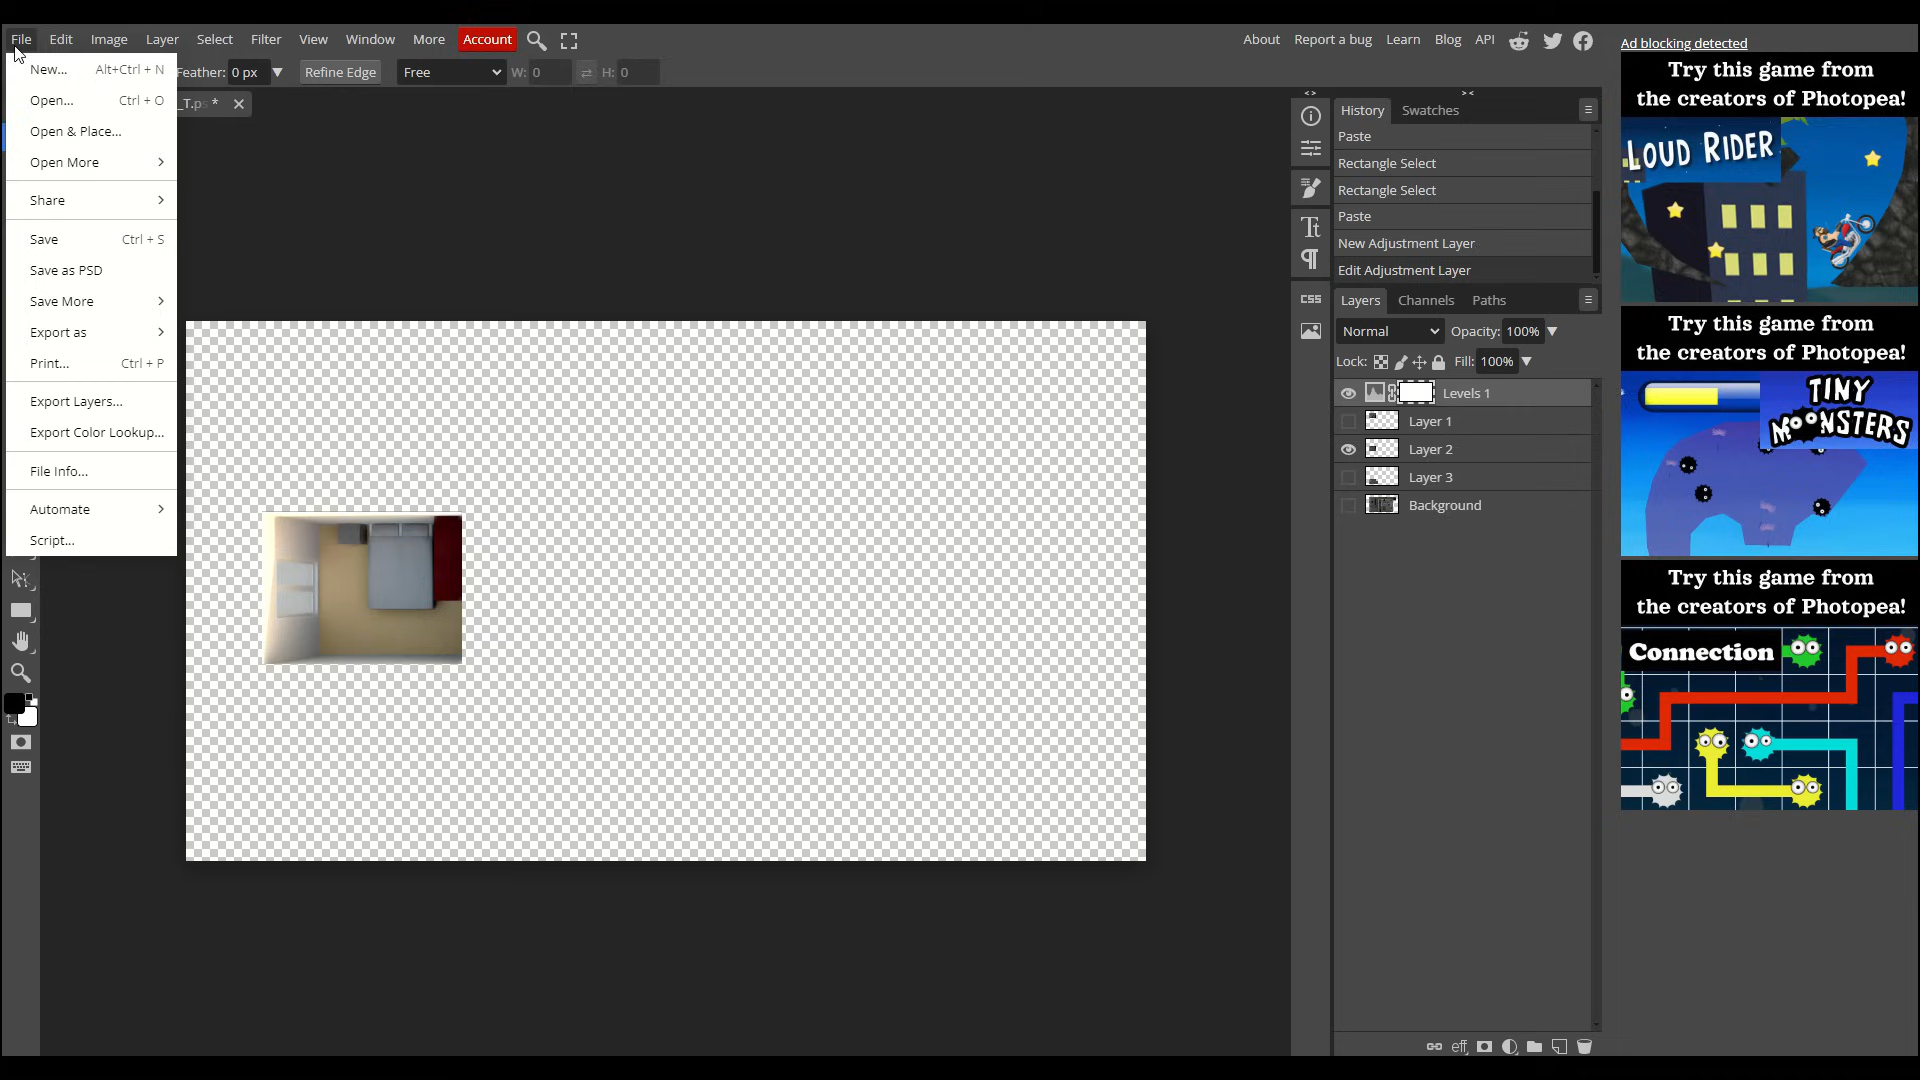 File Edit Image Layer Select Filter View Window More Account About Report a bug Learn Blog API
Feather: 0 px Refine Edge Free W: 0 H: 0
_T.ps *
New... Alt+Ctrl + N
Open... Ctrl + O
Open & Place...
Open More
Share
Save Ctrl + S
Save as PSD
Save More
Export as
Print... Ctrl + P
Export Layers...
Export Color Lookup...
File Info...
Automate
Script...
History Swatches
Paste
Rectangle Select
Rectangle Select
Paste
New Adjustment Layer
Edit Adjustment Layer
CSS
Layers Channels Paths
Normal Opacity: 100%
Lock: Fill: 100%
Levels 1
Layer 1
Layer 2
Layer 3
Background
eff
Ad blocking detected
Try this game from
the creators of Photopea!
LOUD RIDER
Try this game from
the creators of Photopea!
TINY
MOONSTERS
Try this game from
the creators of Photopea!
Connection